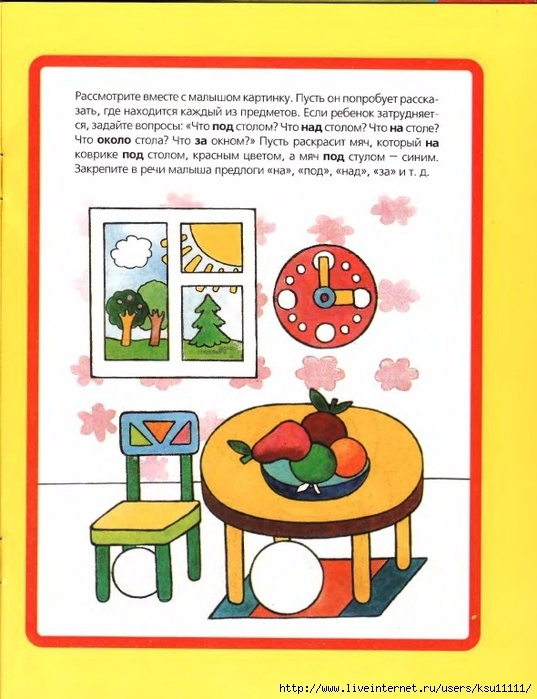 Рассмотрите вместе с малышом картинку. Пусть он попробует расска-
зать, где находится каждый из предметов. Если ребенок затрудняет-
ся, задайте вопросы: «Что под столом? Что над столом? Что на столе?
Что около стола? Что за окном?» Пусть раскрасит мяч, который на
коврике под столом, красным цветом, а мяч под стулом — синим.
Закрепите в речи малыша предлоги «на», «под», «над», «за» и т. д.
http://www.liveinternet.ru/users/ksu11111/